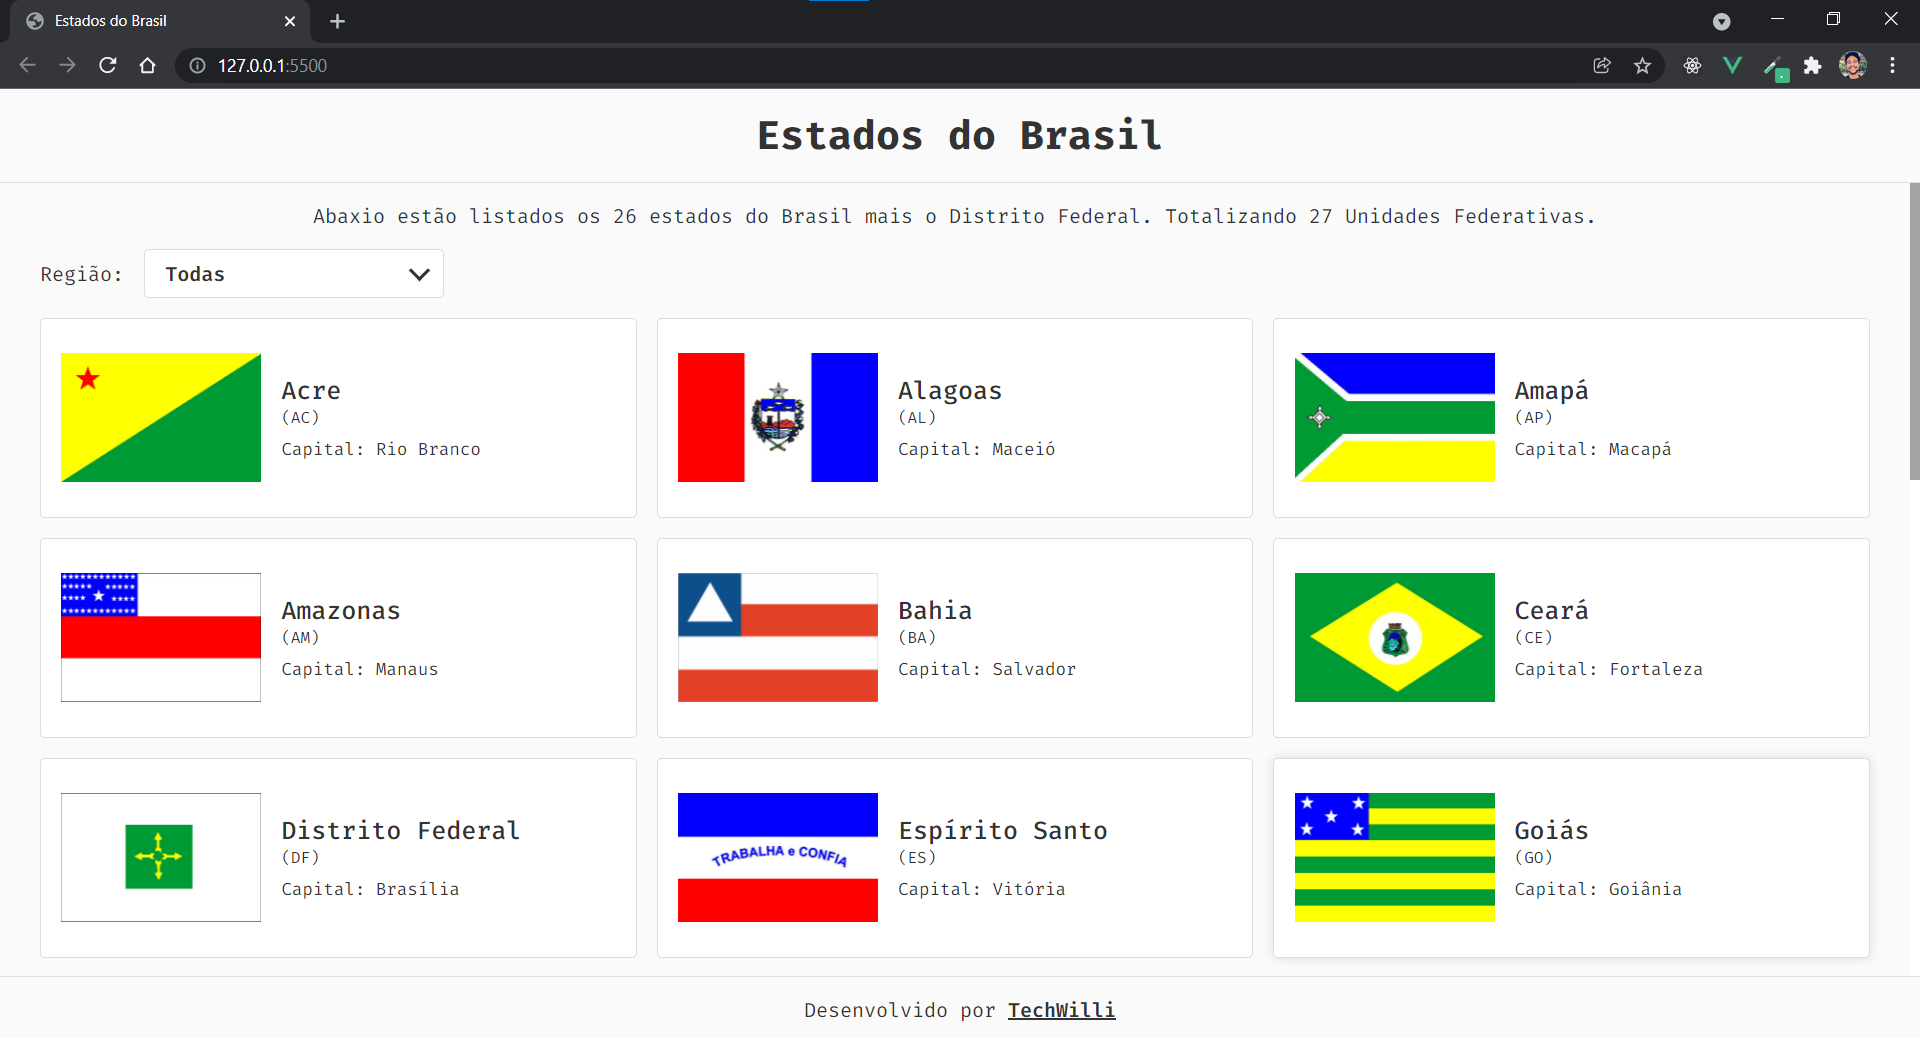 Estados do Brasil
127.0.0.1:5500
Estados do Brasil
Abaxio estão listados os 26 estados do Brasil mais o Distrito Federal. Totalizando 27 Unidades Federativas.
Região: Todas
Acre
(AC)
Capital: Rio Branco
Alagoas
(AL)
Capital: Maceió
Amapá
(AP)
Capital: Macapá
Amazonas
(AM)
Capital: Manaus
Bahia
(BA)
Capital: Salvador
Ceará
(CE)
Capital: Fortaleza
Distrito Federal
(DF)
Capital: Brasília
TRABALHA e CONFIA
Espírito Santo
(ES)
Capital: Vitória
Goiás
(GO)
Capital: Goiânia
Desenvolvido por TechWilli